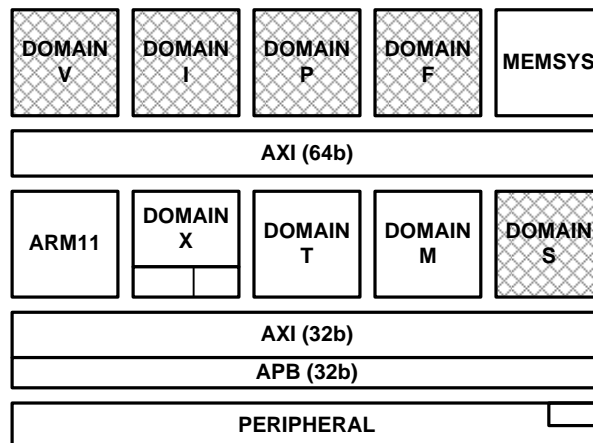 DOMAIN
V
DOMAIN
I
DOMAIN
P
DOMAIN
F
MEMSYS
AXI (64b)
ARM11
DOMAIN
X
DOMAIN
T
DOMAIN
M
DOMAIN
S
AXI (32b)
APB (32b)
PERIPHERAL